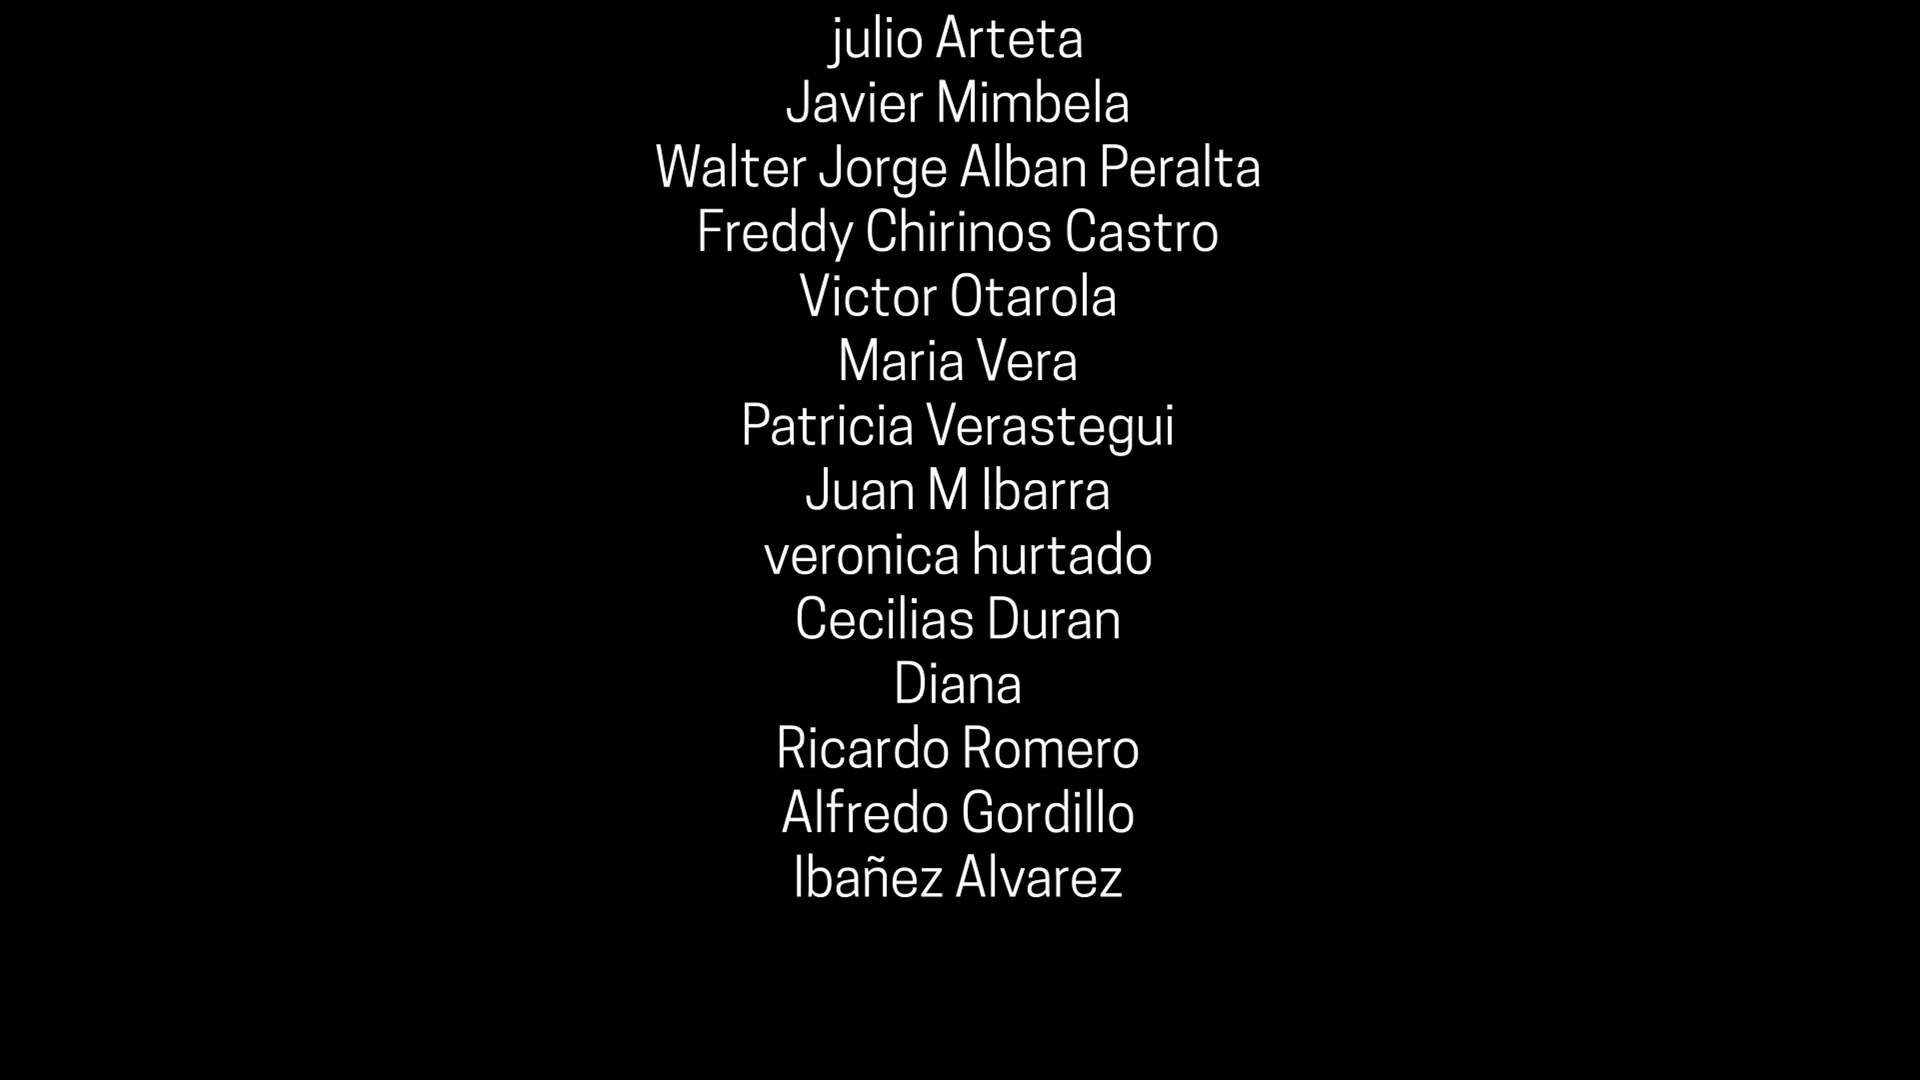 julio Arteta
Javier Mimbela
Walter Jorge Alban Peralta
Freddy Chirinos Castro
Victor Otarola
Maria Vera
Patricia Verastegui
Juan M Ibarra
veronica hurtado
Cecilias Duran
Diana
Ricardo Romero
Alfredo Gordillo
Ibañez Alvarez